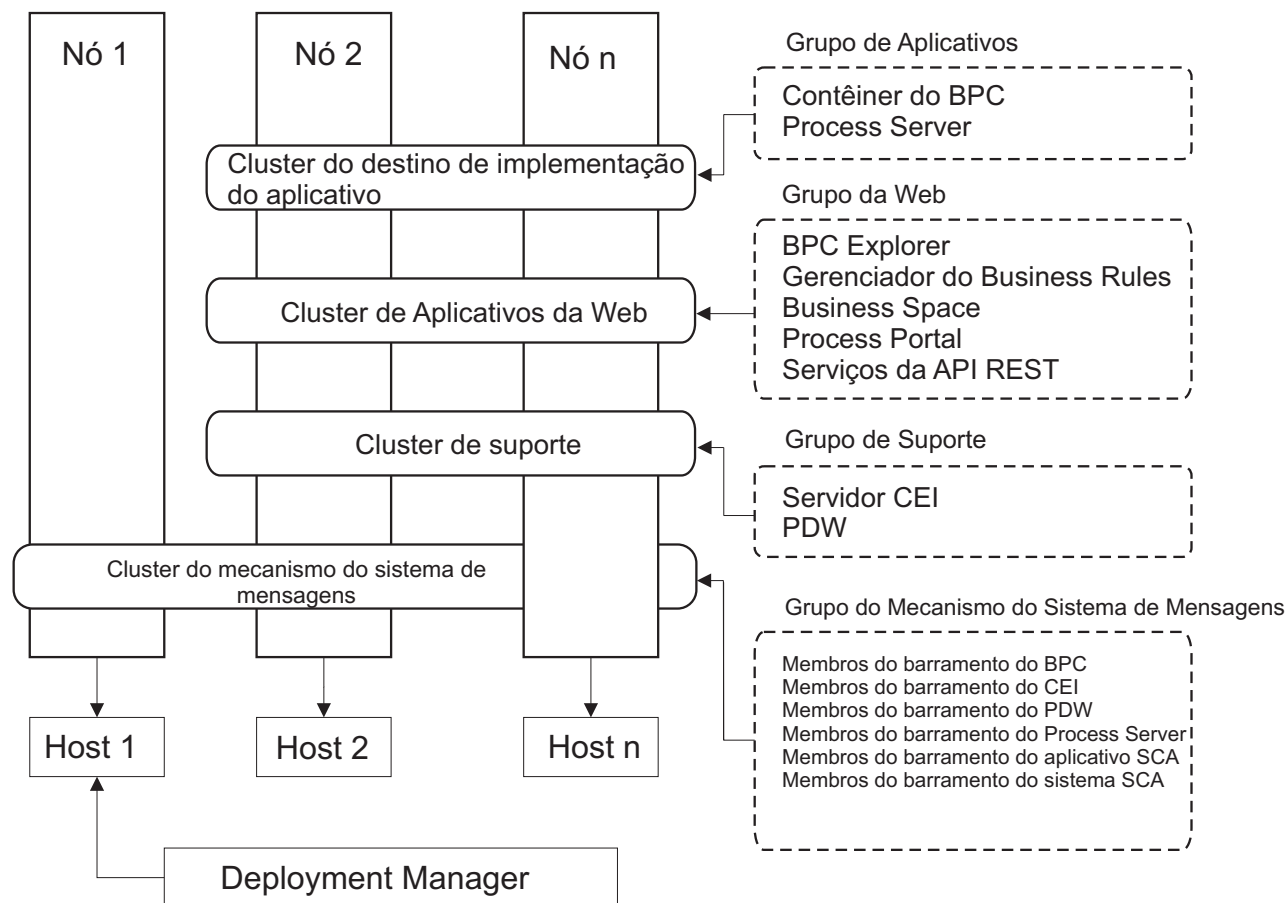 Nó 1
Nó 2
Nó n
Grupo de Aplicativos
Contêiner do BPC
Process Server
Cluster do destino de implementação
do aplicativo
Grupo da Web
BPC Explorer
Gerenciador do Business Rules
Business Space
Process Portal
Serviços da API REST
Cluster de Aplicativos da Web
Cluster de suporte
Grupo de Suporte
Servidor CEI
PDW
Cluster do mecanismo do sistema de
mensagens
Grupo do Mecanismo do Sistema de Mensagens
Membros do barramento do BPC
Membros do barramento do CEI
Membros do barramento do PDW
Membros do barramento do Process Server
Membros do barramento do aplicativo SCA
Membros do barramento do sistema SCA
Host 1
Host 2
Host n
Deployment Manager